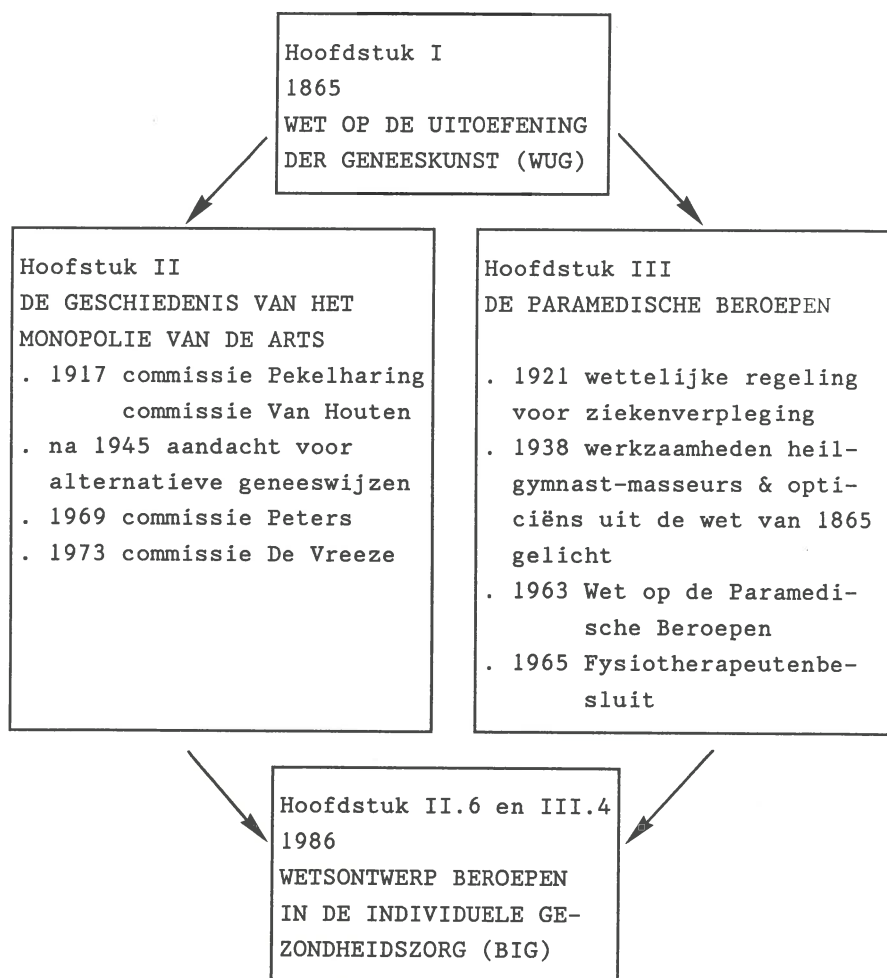 Hoofdstuk I
1865
WET OP DE UITOEFENING
DER GENEESKUNST (WUG)
Hoofstuk II
DE GESCHIEDENIS VAN HET
MONOPOLIE VAN DE ARTS
. 1917 commissie Pekelharing
commissie Van Houten
. na 1945 aandacht voor
alternatieve geneeswijzen
. 1969 commissie Peters
. 1973 commissie De Vreeze
Hoofdstuk III
DE PARAMEDISCHE BEROEPEN
. 1921 wettelijke regeling
voor ziekenverpleging
. 1938 werkzaamheden heil-
gymnast-masseurs & opti-
ciëns uit de wet van 1865
gelicht
. 1963 Wet op de Paramedi-
sche Beroepen
. 1965 Fysiotherapeutenbe-
sluit
Hoofdstuk II.6 en III.4
1986
WETSONTWERP BEROEPEN
IN DE INDIVIDUELE GE-
ZONDHEIDSZORG (BIG)